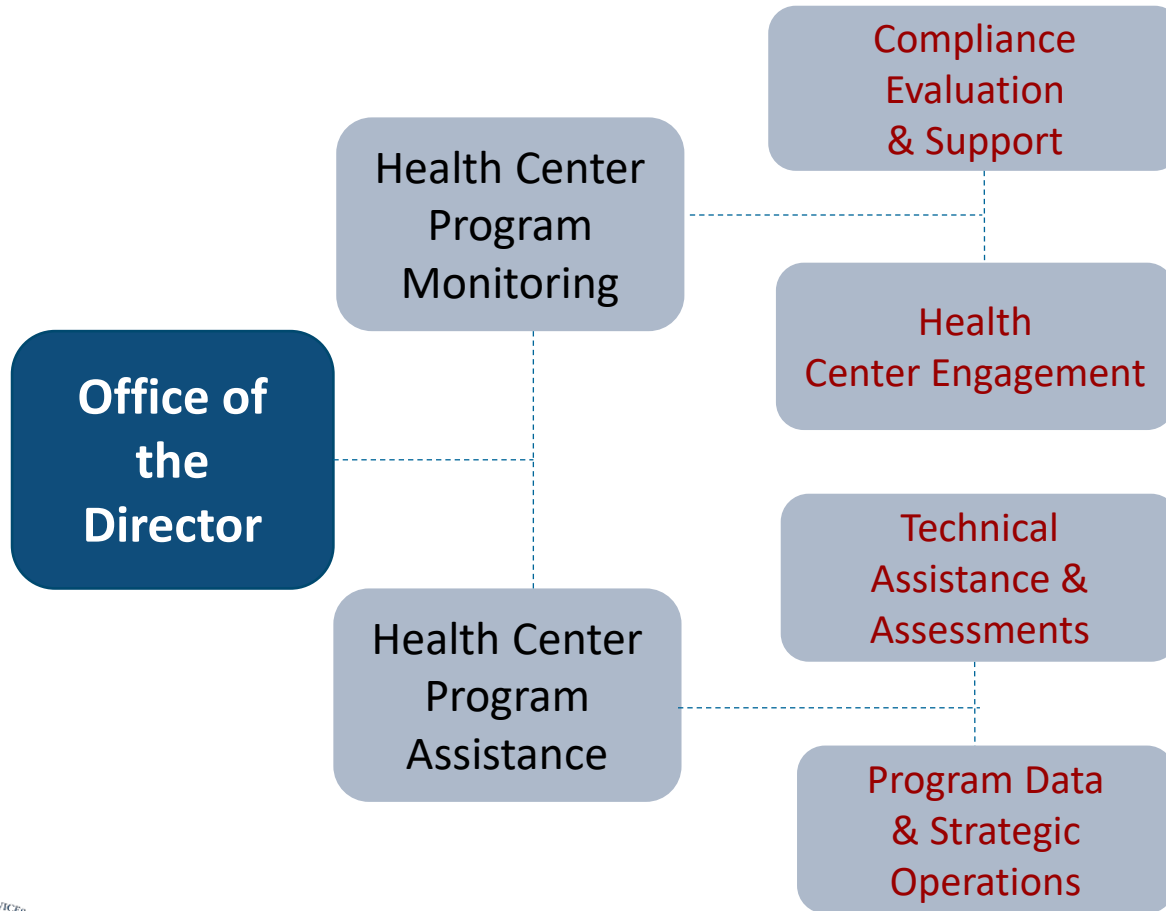 Compliance
Evaluation
& Support
Health Center
Program
Monitoring
Health
Center Engagement
Office of
the
Director
Technical
Assistance &
Assessments
Health Center
Program
Assistance
Program Data
& Strategic
Operations